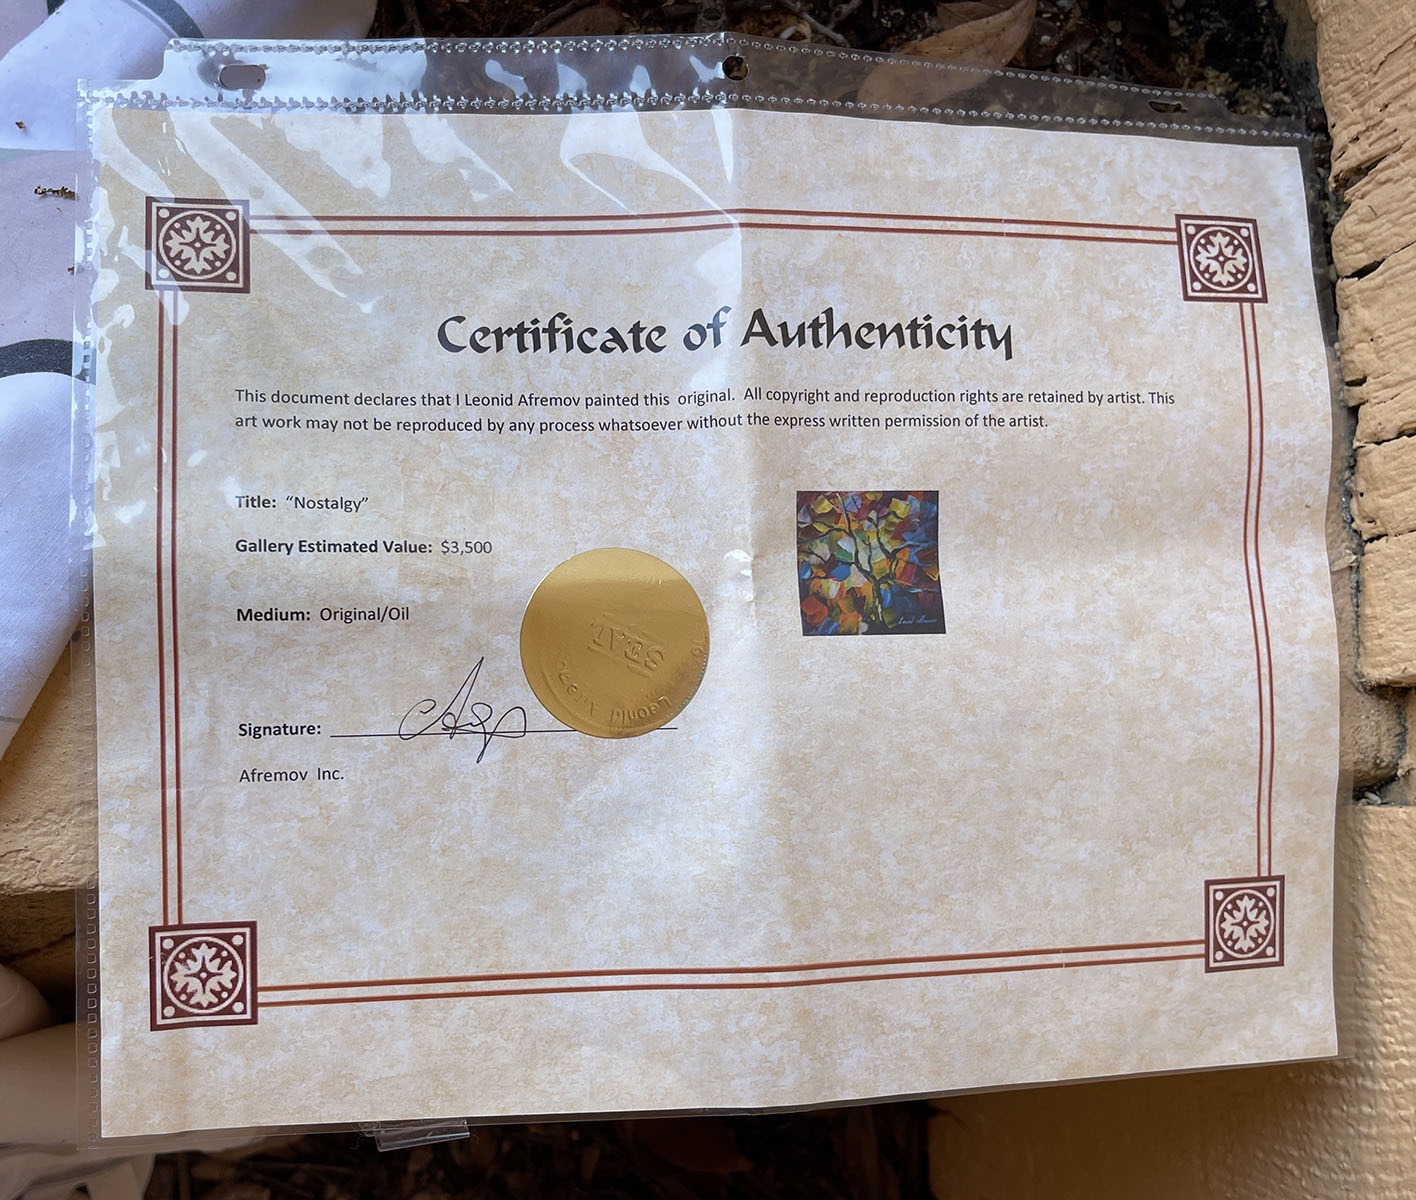 Certificate of Authenticity
This document declares that I Leonid Afremov painted this original. All copyright and reproduction rights are retained by artist. This
art work may not be reproduced by any process whatsoever without the express written permission of the artist.
Title: “Nostalgy”
Gallery Estimated Value: $3,500
Medium: Original/Oil
SEAL
Leonid
Signature:
Afremov Inc.